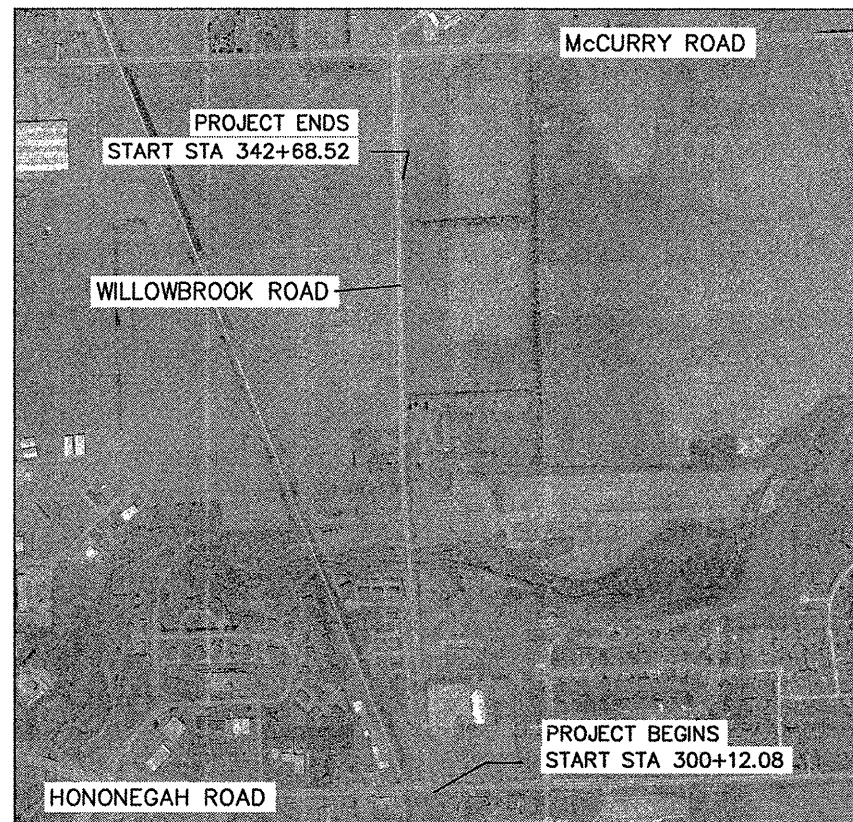 McCURRY ROAD
PROJECT ENDS
START STA 342+68.52
WILLOWBROOK ROAD
PROJECT BEGINS
START STA 300+12.08
HONONEGAH ROAD